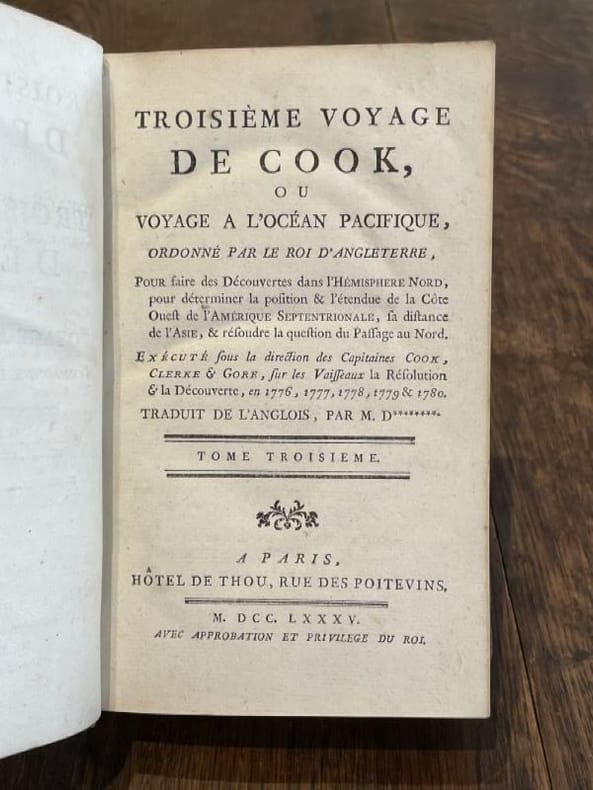 TROISIÈME VOYAGE
DE COOK,
OU
VOYAGE A L'OCÉAN PACIFIQUE,
ORDONNÉ PAR LE ROI D'ANGLETERRE,
POUR faire des Découvertes dans l'HÉMISPHERE NORD,
pour déterminer la poſition & l'étendue de la Côte
Oueſt de l'AMÉRIQUE SEPTENTRIONALE, ſa diſtance
de l'ASIE, & réſoudre la queſtion du Paſſage au Nord.
EXÉCUTÉ ſous la direction des Capitaines COOK,
CLERKE & GORE, ſur les Vaiſſeaux la Réſolution
& la Découverte, en 1776, 1777, 1778, 1779 & 1780.
TRADUIT DE L'ANGLOIS, PAR M. D********.
TOME TROISIEME.
A PARIS,
HÔTEL DE THOU, RUE DES POITEVINS.
M. DCC. LXXXV.
AVEC APPROBATION ET PRIVILEGE DU ROI.